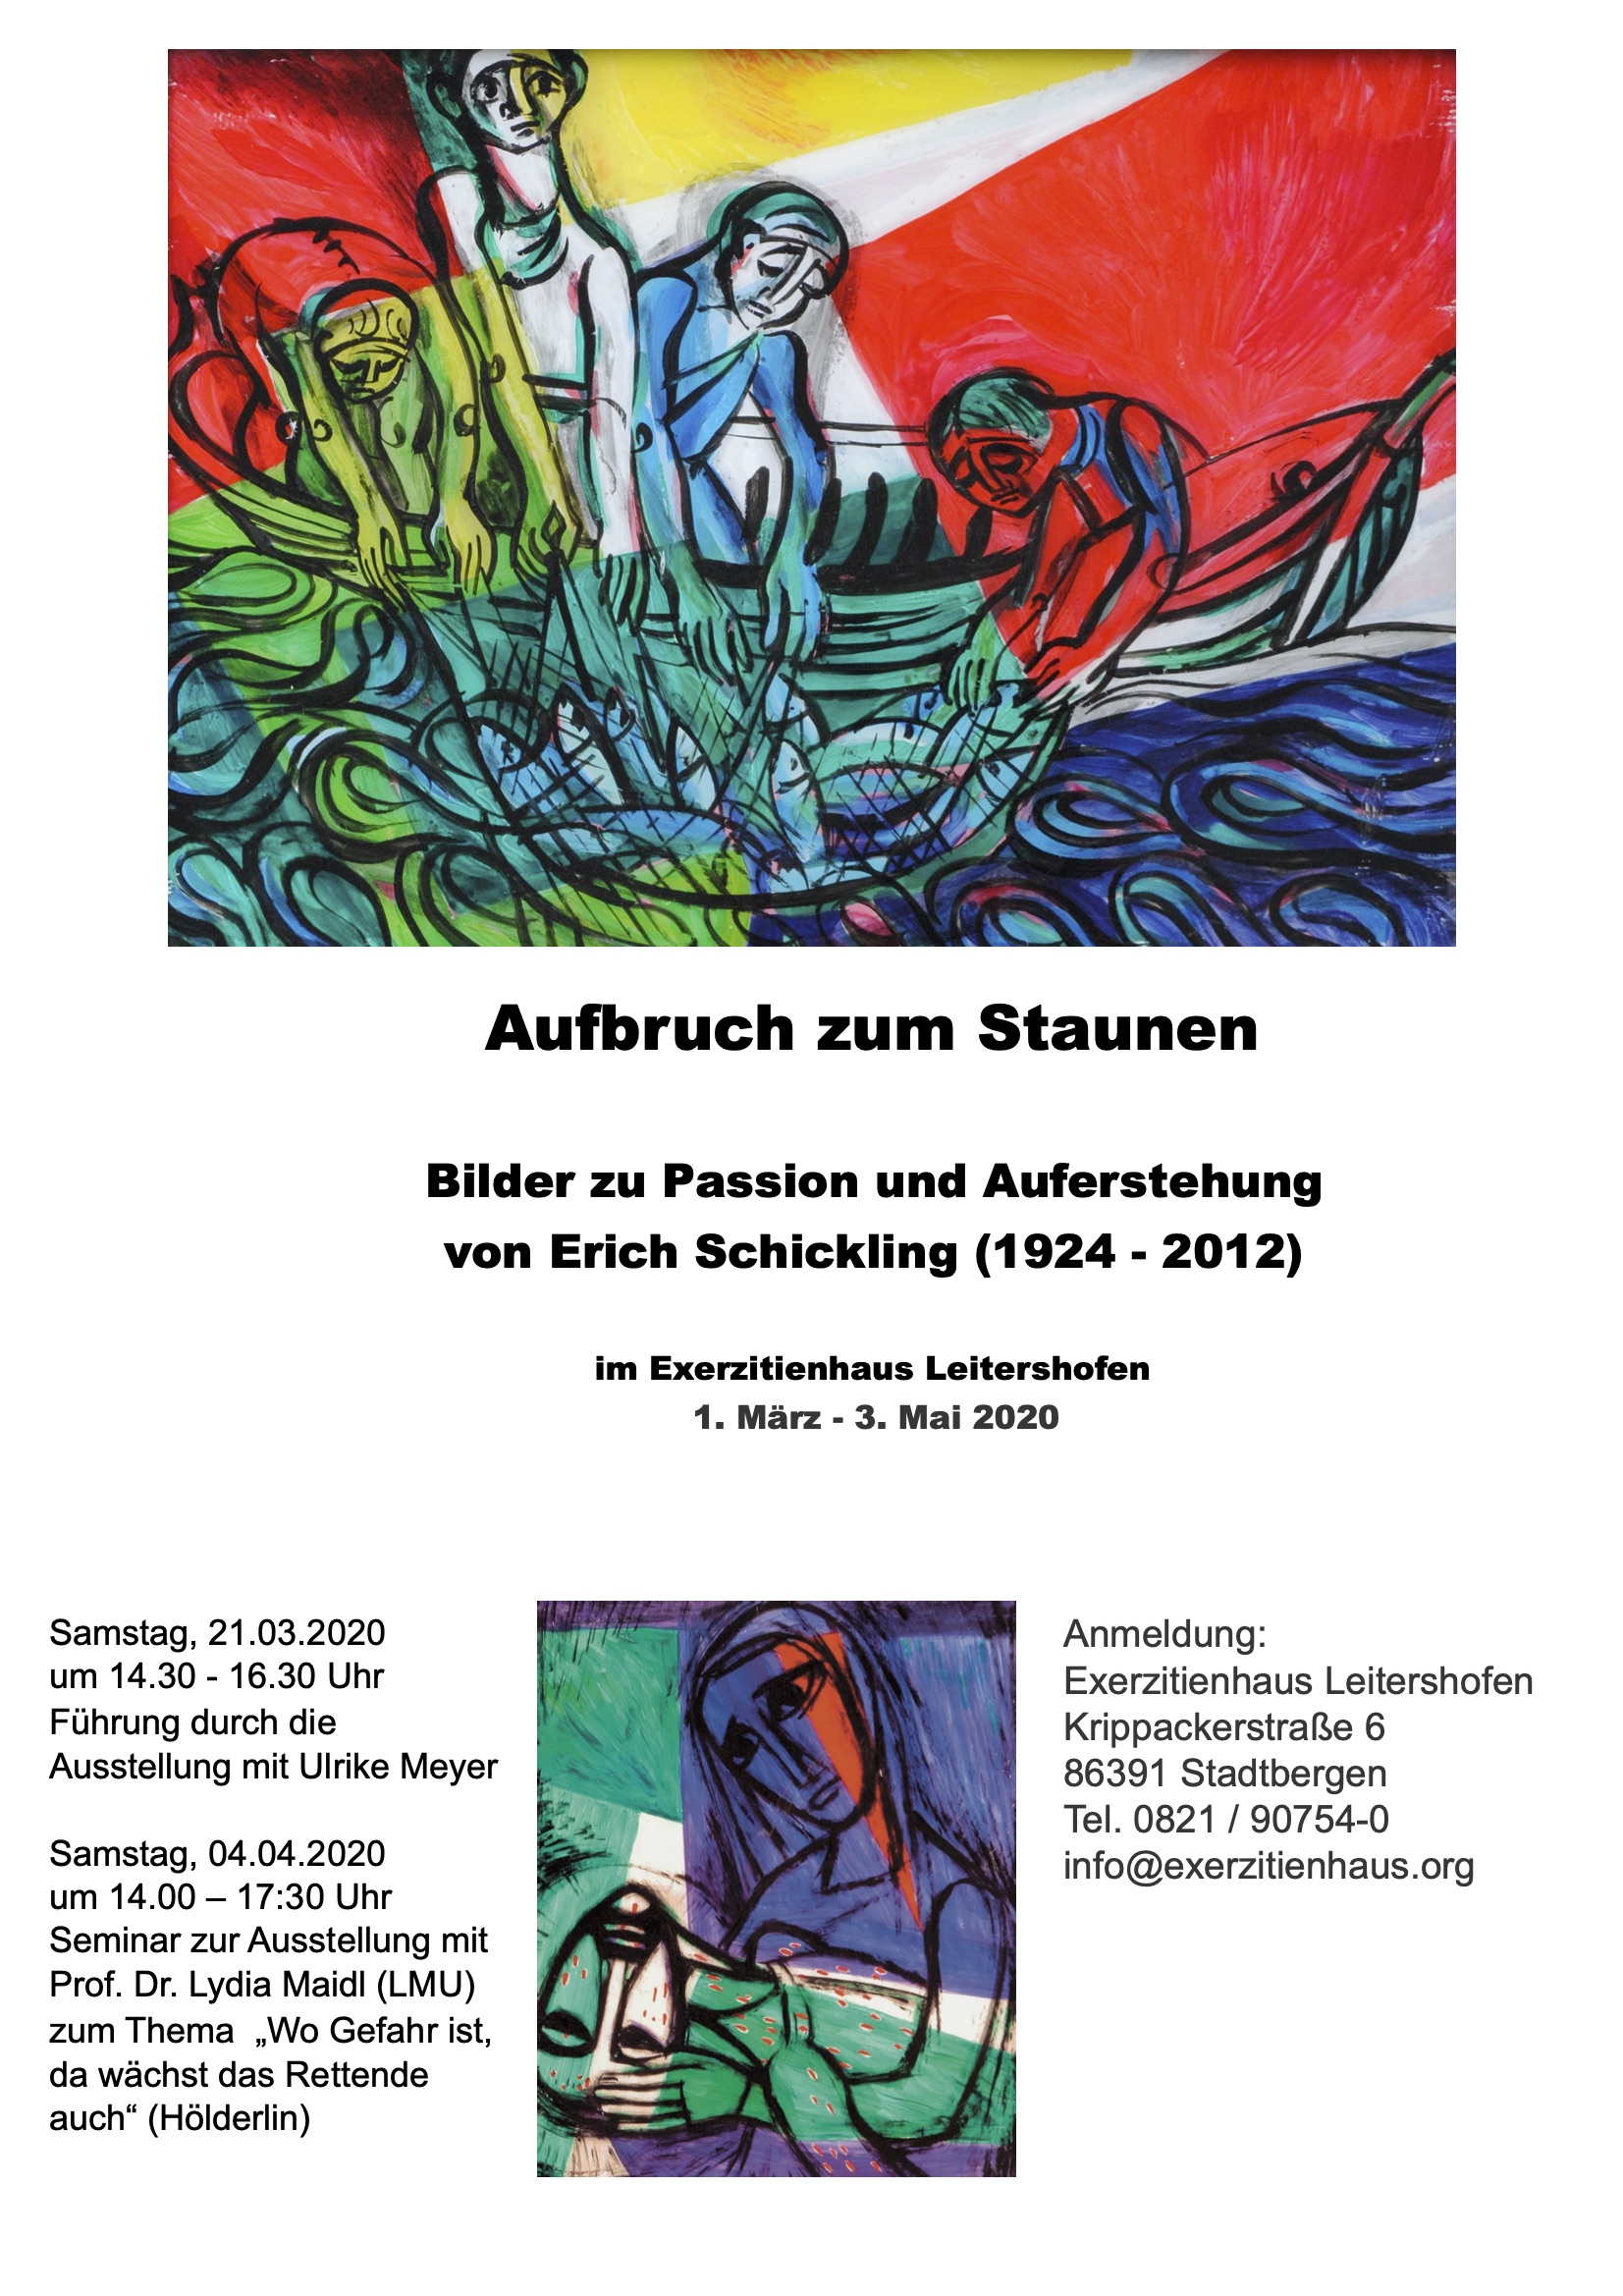 Aufbruch zum Staunen
Bilder zu Passion und Auferstehung
von Erich Schickling (1924 - 2012)
im Exerzitienhaus Leitershofen
1. März - 3. Mai 2020
Samstag, 21.03.2020
um 14.30 - 16.30 Uhr
Führung durch die
Ausstellung mit Ulrike Meyer
Samstag, 04.04.2020
um 14.00 – 17:30 Uhr
Seminar zur Ausstellung mit
Prof. Dr. Lydia Maidl (LMU)
zum Thema „Wo Gefahr ist,
da wächst das Rettende
auch“ (Hölderlin)
Anmeldung:
Exerzitienhaus Leitershofen
Krippackerstraße 6
86391 Stadtbergen
Tel. 0821 / 90754-0
info@exerzitienhaus.org